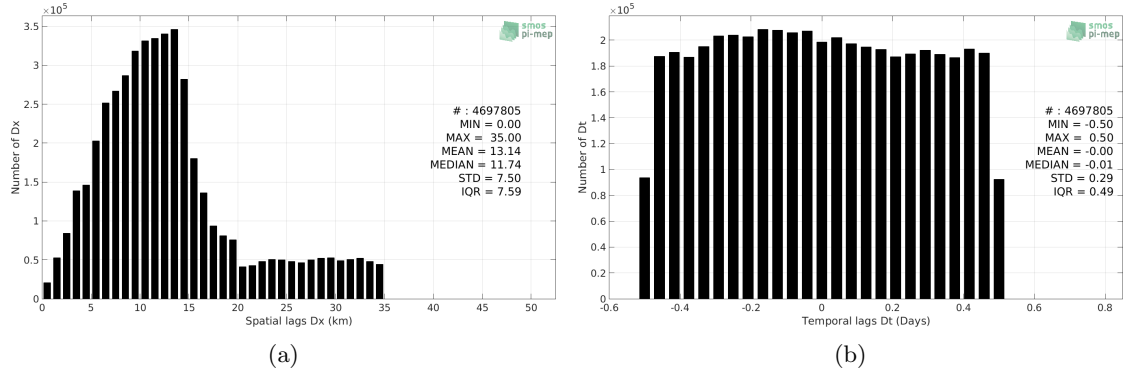 ×10⁵
3.5
3
2.5
2
1.5
1
0.5
0
0 5 10 15 20 25 30 35 40 45 50
Number of Dx
Spatial lags Dx (km)
smos
pi-mep
# : 4697805
MIN = 0.00
MAX = 35.00
MEAN = 13.14
MEDIAN = 11.74
STD = 7.50
IQR = 7.59
(a)
×10⁵
2
1.8
1.6
1.4
1.2
1
0.8
0.6
0.4
0.2
0
-0.6 -0.4 -0.2 0 0.2 0.4 0.6 0.8
Number of Dt
Temporal lags Dt (Days)
smos
pi-mep
# : 4697805
MIN = -0.50
MAX = 0.50
MEAN = -0.00
MEDIAN = -0.01
STD = 0.29
IQR = 0.49
(b)